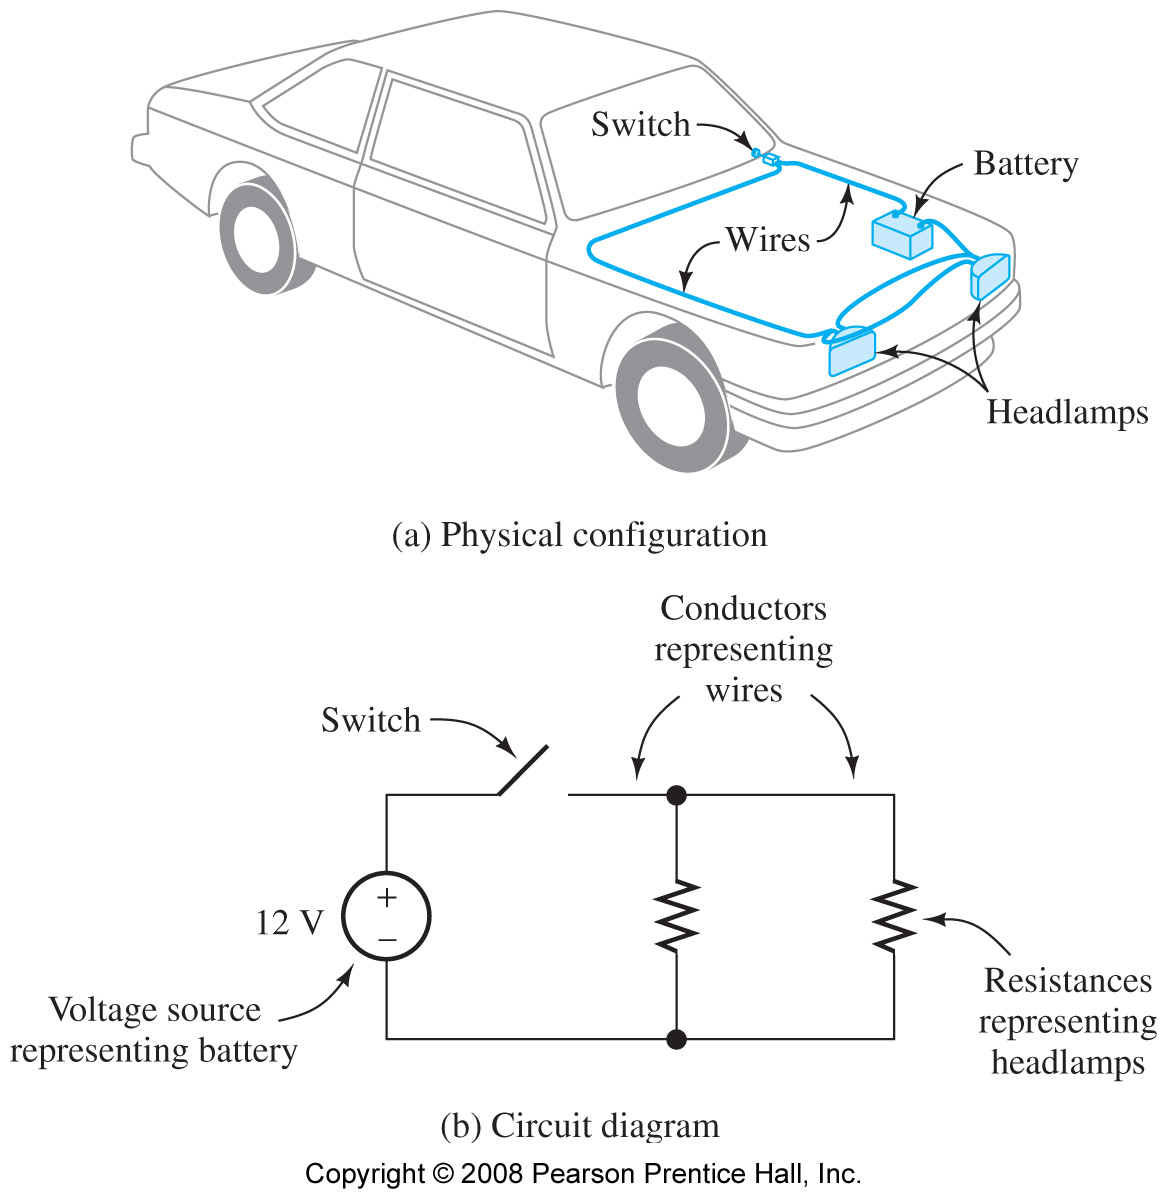 Switch
Battery
Wires
Headlamps
(a) Physical configuration
Conductors
representing
wires
Switch
+
12 V
−
Voltage source
representing battery
Resistances
representing
headlamps
(b) Circuit diagram
Copyright © 2008 Pearson Prentice Hall, Inc.